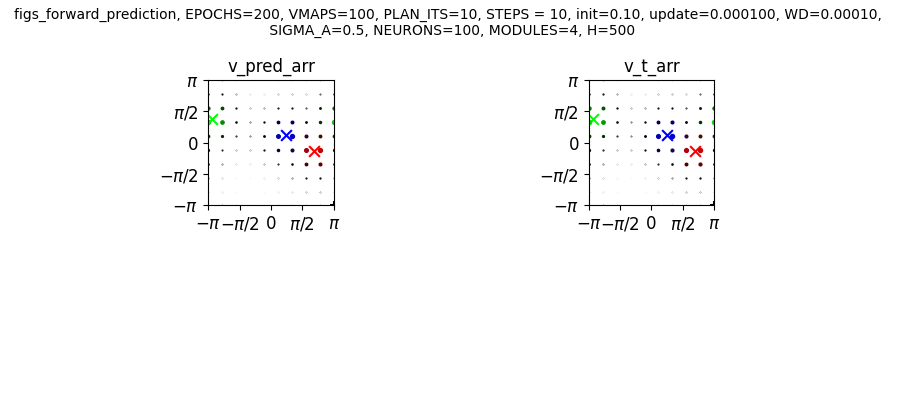 figs_forward_prediction, EPOCHS=200, VMAPS=100, PLAN_ITS=10, STEPS = 10, init=0.10, update=0.000100, WD=0.00010,
SIGMA_A=0.5, NEURONS=100, MODULES=4, H=500
v_pred_arr v_t_arr
π π
π/2 π/2
0 0
−π/2 −π/2
−π −π
−π −π/2 0 π/2 π −π −π/2 0 π/2 π